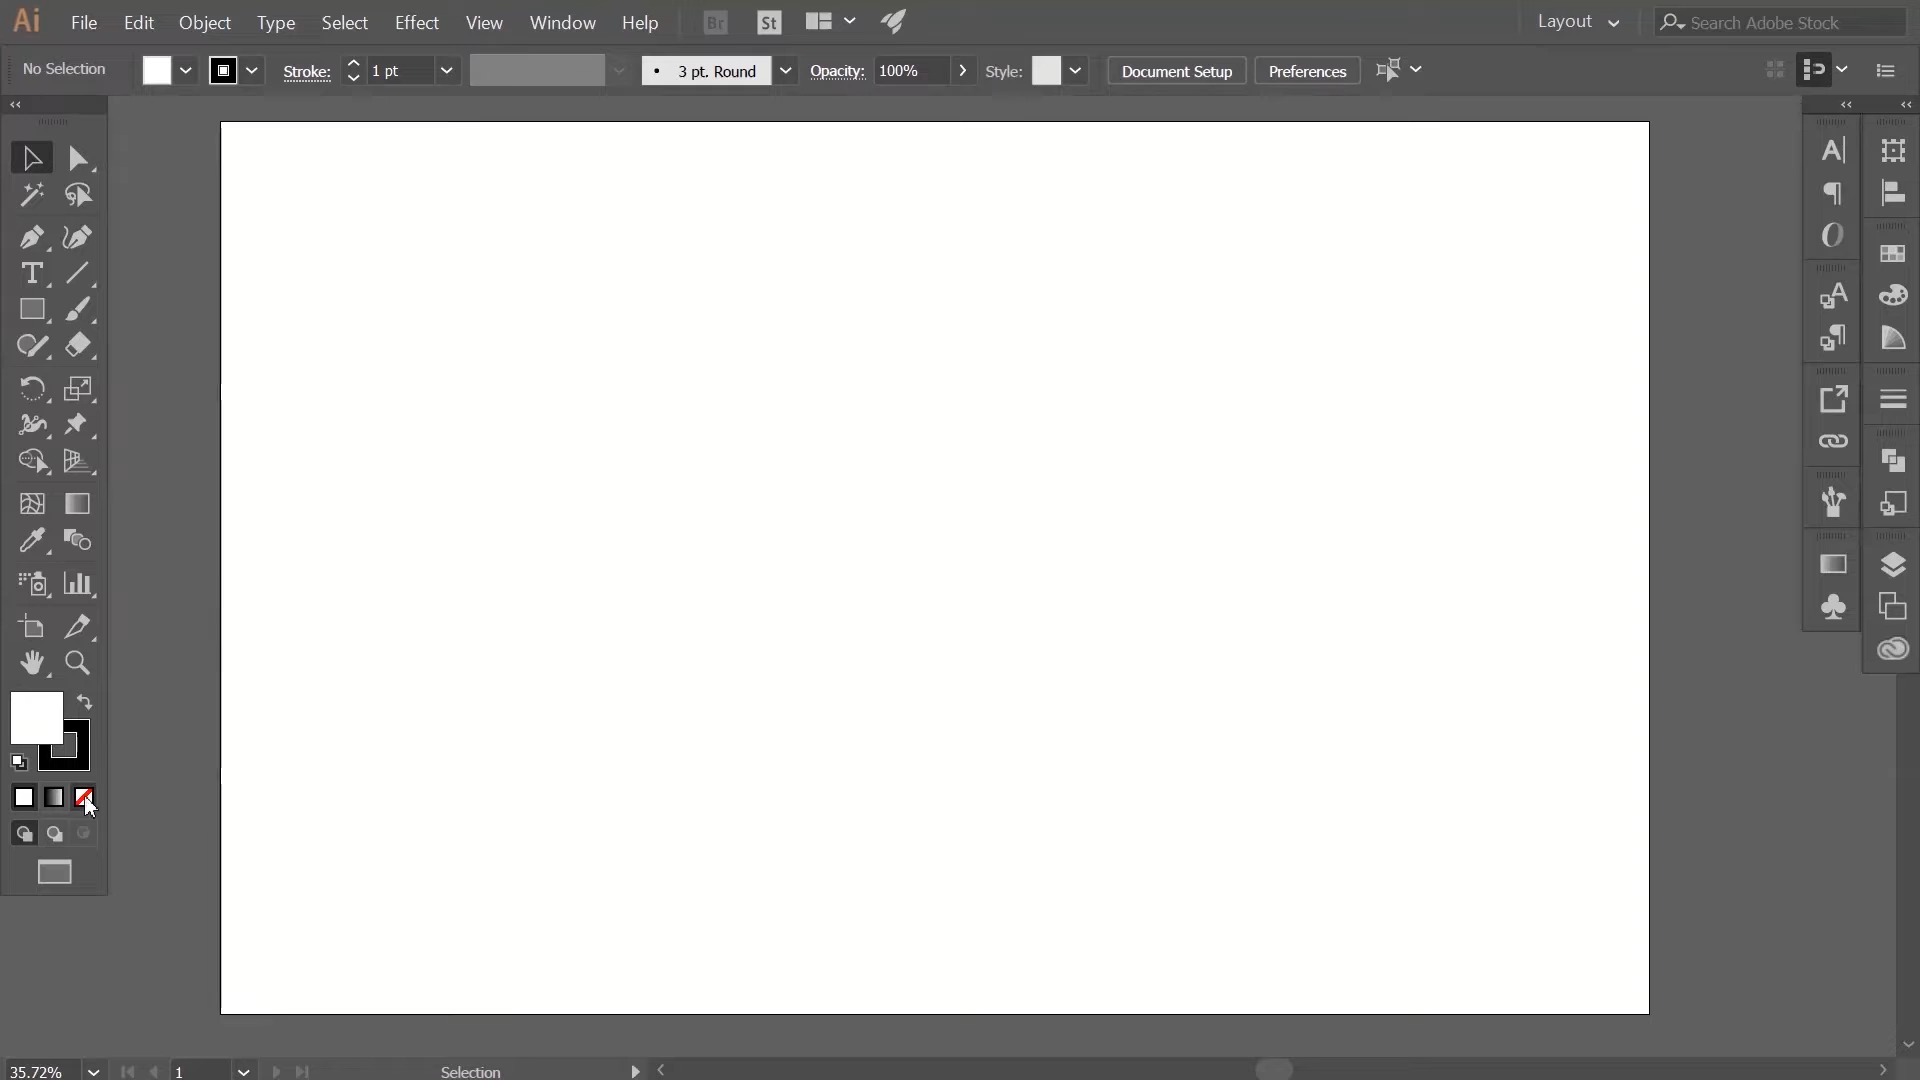 Ai File Edit Object Type Select Effect View Window Help Br St Layout Search Adobe Stock
No Selection Stroke: 1 pt 3 pt. Round Opacity: 100% Style: Document Setup Preferences
35.72% 1 Selection